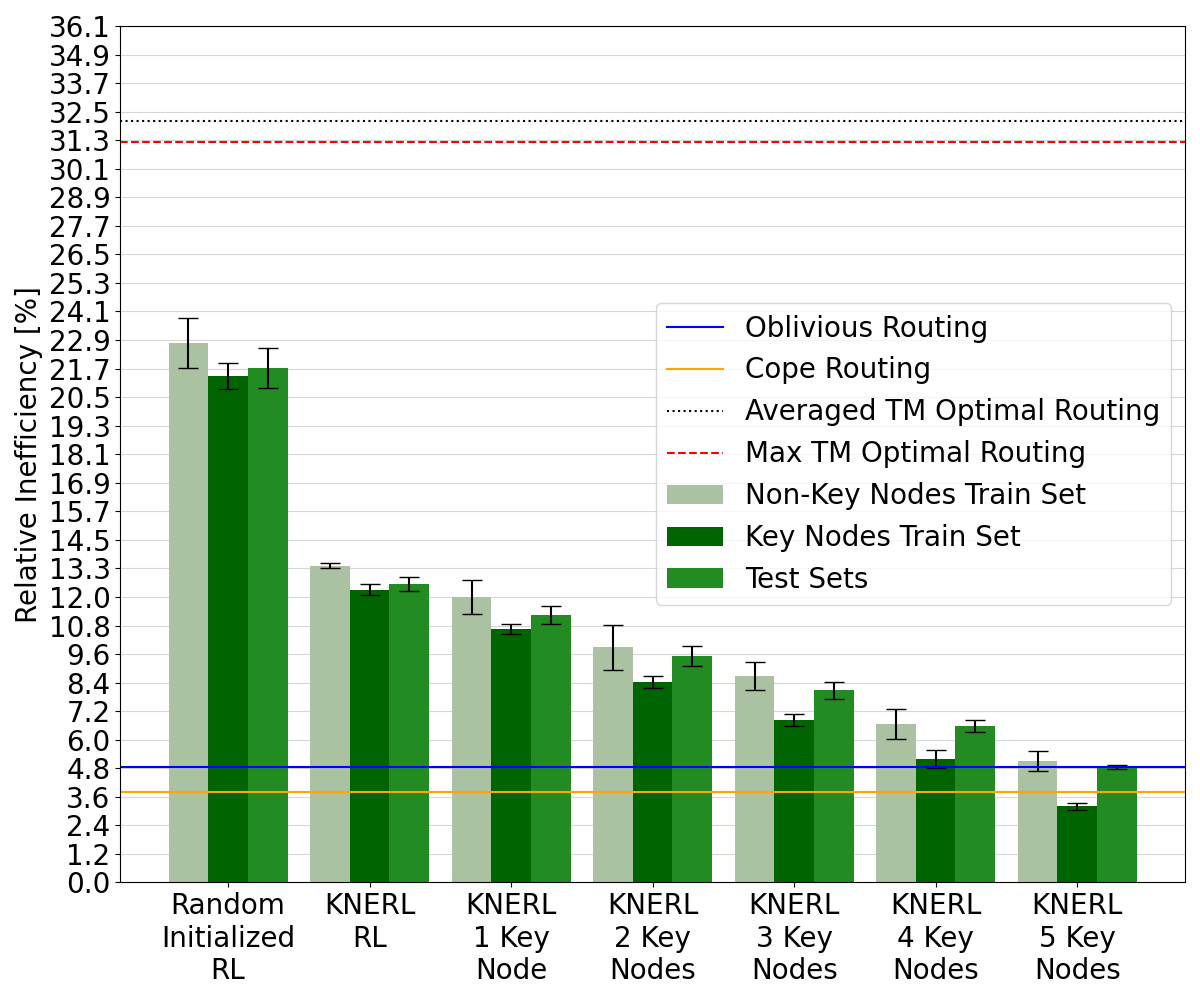 36.1
34.9
33.7
32.5
31.3
30.1
28.9
27.7
26.5
25.3
24.1
22.9
21.7
20.5
19.3
18.1
16.9
15.7
14.5
13.3
12.0
10.8
9.6
8.4
7.2
6.0
4.8
3.6
2.4
1.2
0.0
Relative Inefficiency [%]
Oblivious Routing
Cope Routing
Averaged TM Optimal Routing
Max TM Optimal Routing
Non-Key Nodes Train Set
Key Nodes Train Set
Test Sets
Random
Initialized
RL
KNERL
RL
KNERL
1 Key
Node
KNERL
2 Key
Nodes
KNERL
3 Key
Nodes
KNERL
4 Key
Nodes
KNERL
5 Key
Nodes